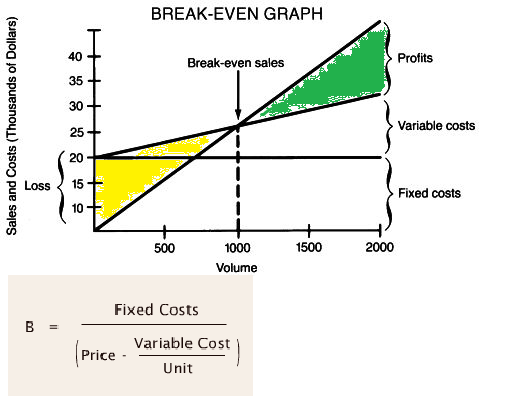 BREAK-EVEN GRAPH
Sales and Costs (Thousands of Dollars)
40
35
30
25
20
15
10
Break-even sales
Profits
Variable costs
Loss
Fixed costs
500
1000
1500
2000
Volume
Fixed Costs
B =
(Price - Variable Cost
Unit )